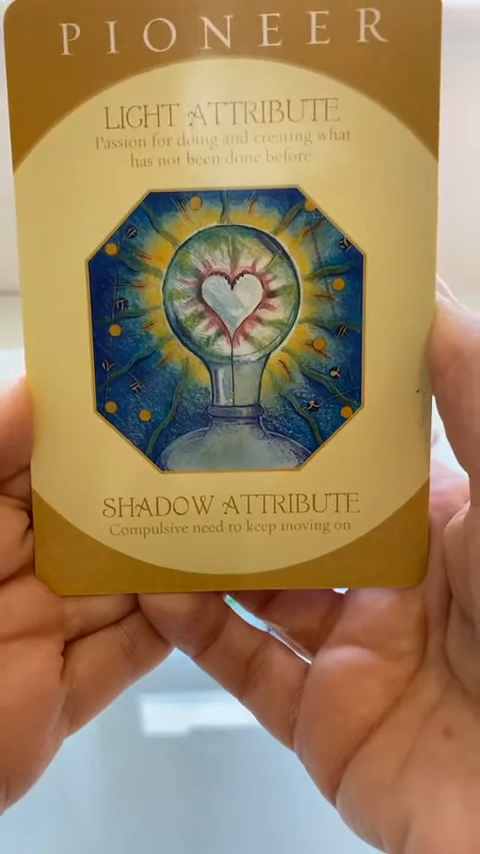 PIONEER
LIGHT ATTRIBUTE
Passion for doing and creating what
has not been done before
SHADOW ATTRIBUTE
Compulsive need to keep moving on